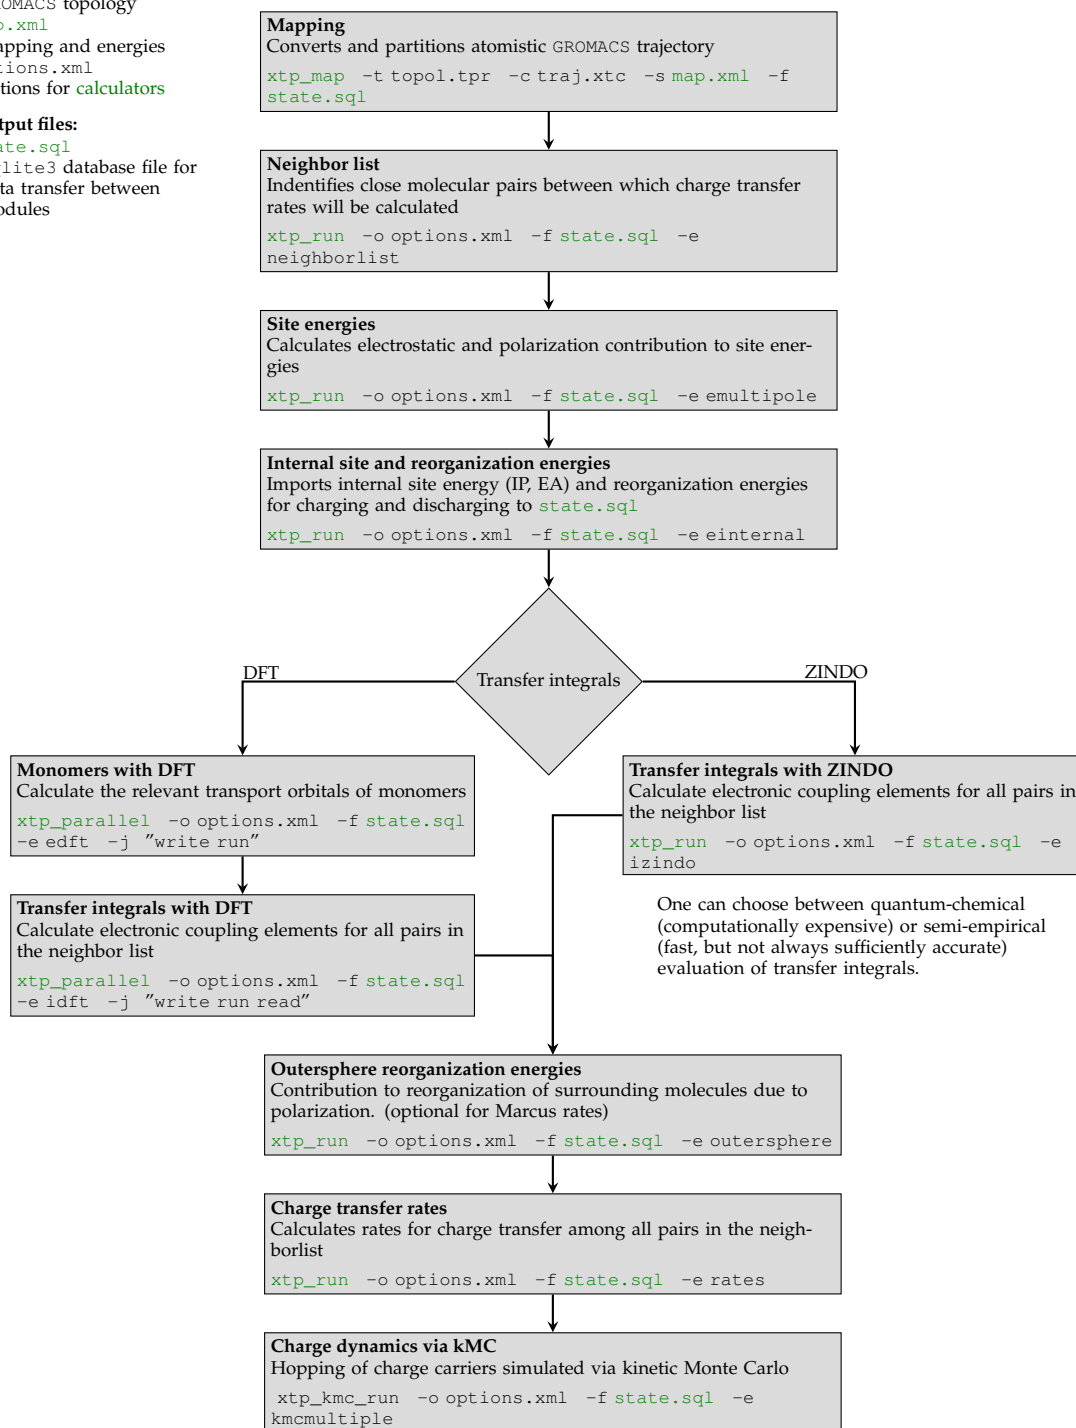 topology
.xml
mapping and energies
options.xml
options for calculators
output files:
state.sql
sqlite3 database file for
data transfer between
modules
Mapping
Converts and partitions atomistic GROMACS trajectory
xtp_map -t topol.tpr -c traj.xtc -s map.xml -f
state.sql
Neighbor list
Indentifies close molecular pairs between which charge transfer
rates will be calculated
xtp_run -o options.xml -f state.sql -e
neighborlist
Site energies
Calculates electrostatic and polarization contribution to site ener-
gies
xtp_run -o options.xml -f state.sql -e emultipole
Internal site and reorganization energies
Imports internal site energy (IP, EA) and reorganization energies
for charging and discharging to state.sql
xtp_run -o options.xml -f state.sql -e einternal
DFT
Transfer integrals
ZINDO
Monomers with DFT
Calculate the relevant transport orbitals of monomers
xtp_parallel -o options.xml -f state.sql
-e edft -j "write run"
Transfer integrals with DFT
Calculate electronic coupling elements for all pairs in
the neighbor list
xtp_parallel -o options.xml -f state.sql
-e idft -j "write run read"
Transfer integrals with ZINDO
Calculate electronic coupling elements for all pairs in
the neighbor list
xtp_run -o options.xml -f state.sql -e
izindo
One can choose between quantum-chemical
(computationally expensive) or semi-empirical
(fast, but not always sufficiently accurate)
evaluation of transfer integrals.
Outersphere reorganization energies
Contribution to reorganization of surrounding molecules due to
polarization. (optional for Marcus rates)
xtp_run -o options.xml -f state.sql -e outersphere
Charge transfer rates
Calculates rates for charge transfer among all pairs in the neigh-
borlist
xtp_run -o options.xml -f state.sql -e rates
Charge dynamics via kMC
Hopping of charge carriers simulated via kinetic Monte Carlo
xtp_kmc_run -o options.xml -f state.sql -e
kmcmultiple